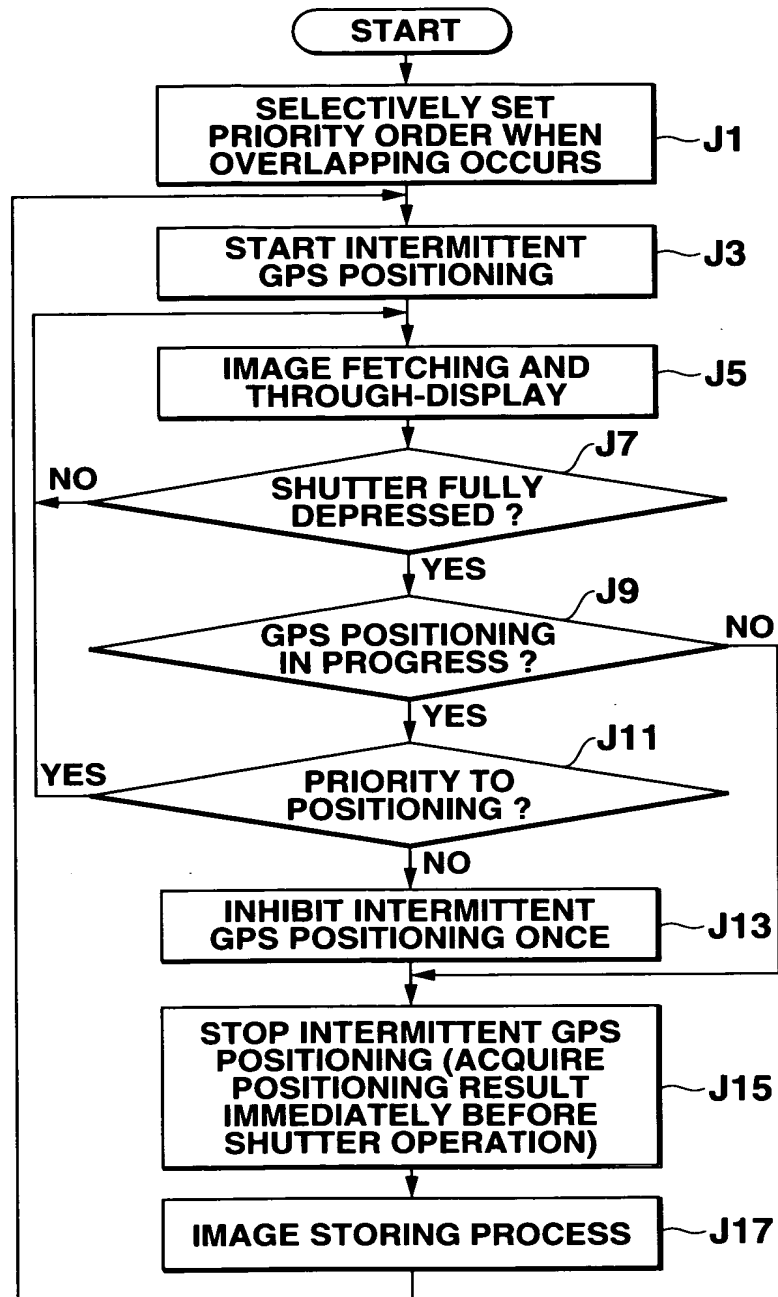 START
SELECTIVELY SET
PRIORITY ORDER WHEN
OVERLAPPING OCCURS
J1
START INTERMITTENT
GPS POSITIONING
J3
IMAGE FETCHING AND
THROUGH-DISPLAY
J5
J7
NO
SHUTTER FULLY
DEPRESSED ?
YES
J9
NO
GPS POSITIONING
IN PROGRESS ?
YES
J11
YES
PRIORITY TO
POSITIONING ?
NO
INHIBIT INTERMITTENT
GPS POSITIONING ONCE
J13
STOP INTERMITTENT GPS
POSITIONING (ACQUIRE
POSITIONING RESULT
IMMEDIATELY BEFORE
SHUTTER OPERATION)
J15
IMAGE STORING PROCESS
J17